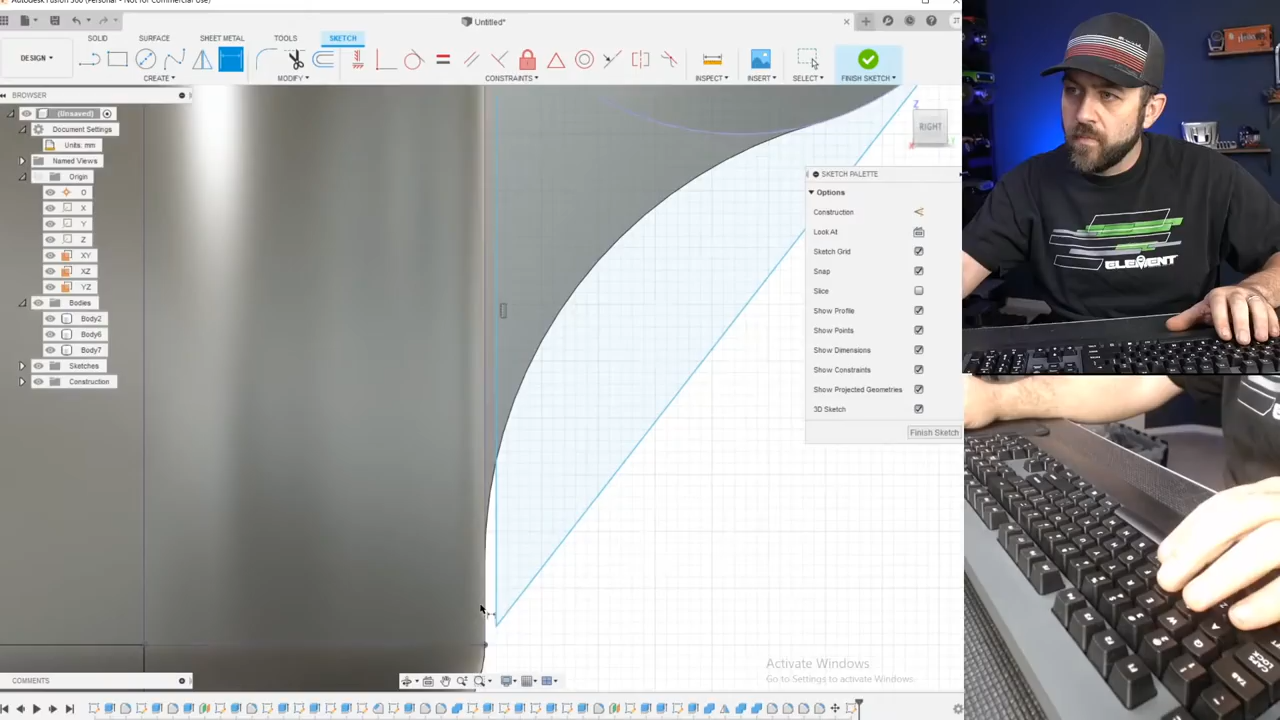 Autodesk Fusion 360 (Personal - Not for Commercial Use)
Untitled*
DESIGN
SOLID
SURFACE
SHEET METAL
SKETCH
TOOLS
CREATE
MODIFY
CONSTRAINTS
INSPECT
INSERT
SELECT
FINISH SKETCH
BROWSER
(Unsaved)
Document Settings
Units: mm
Named Views
Origin
O
X
Y
Z
XY
XZ
YZ
Bodies
Body2
Body6
Body7
Sketches
Construction
Z
RIGHT
SKETCH PALETTE
Options
Construction
Look At
Sketch Grid
Snap
Slice
Show Profile
Show Points
Show Dimensions
Show Constraints
Show Projected Geometries
3D Sketch
Finish Sketch
Activate Windows
Go to Settings to activate Windows.
COMMENTS
ELEMENT
CAPS
LOCK